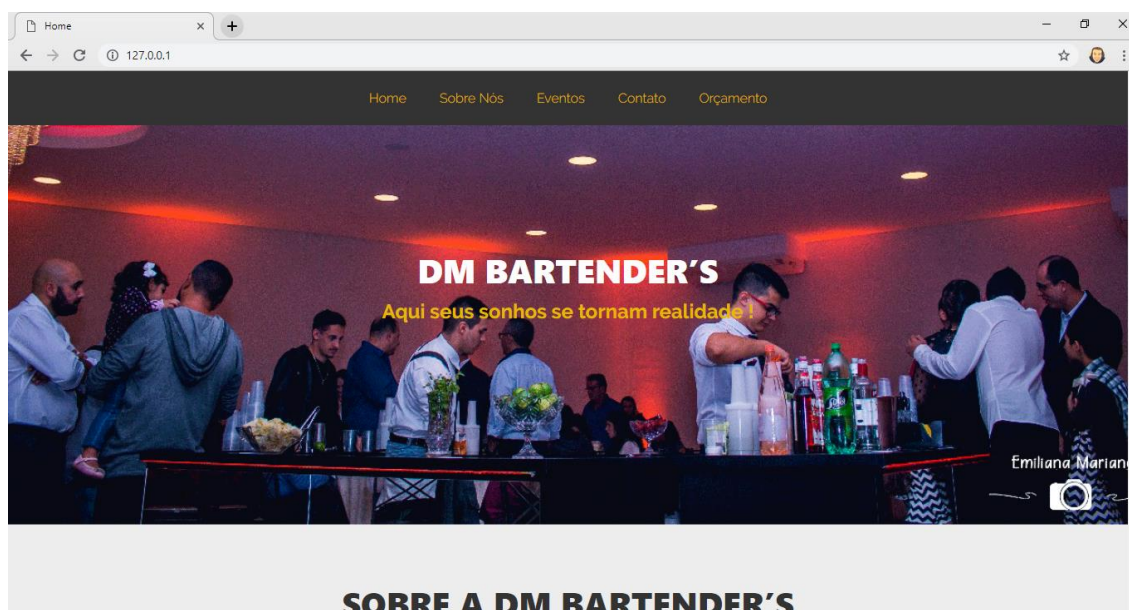 Home
127.0.0.1
Home Sobre Nós Eventos Contato Orçamento
DM BARTENDER’S
Aqui seus sonhos se tornam realidade !
Emiliana
SOBRE A DM BARTENDER’S